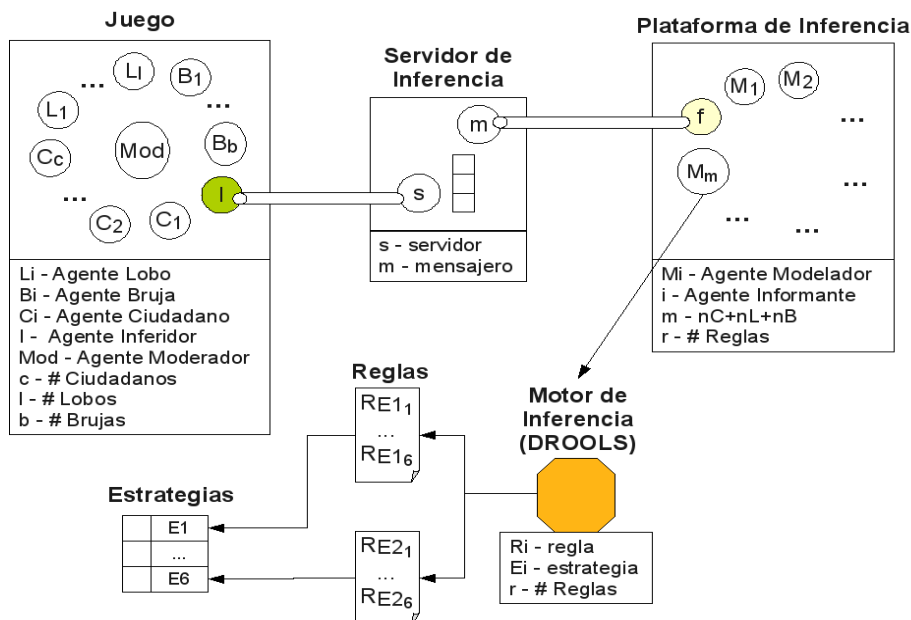 Juego
Servidor de
Inferencia
Plataforma de Inferencia
... Ll B1
L1 ...
Mod Bb
Cc
I
...
C2 C1
m
s
s - servidor
m - mensajero
M1 M2
f ...
Mm
...
... ...
Li - Agente Lobo
Bi - Agente Bruja
Ci - Agente Ciudadano
I - Agente Inferidor
Mod - Agente Moderador
c - # Ciudadanos
l - # Lobos
b - # Brujas
Mi - Agente Modelador
i - Agente Informante
m - nC+nL+nB
r - # Reglas
Reglas
RE11
...
RE16
Motor de
Inferencia
(DROOLS)
Estrategias
E1
...
E6
RE21
...
RE26
Ri - regla
Ei - estrategia
r - # Reglas